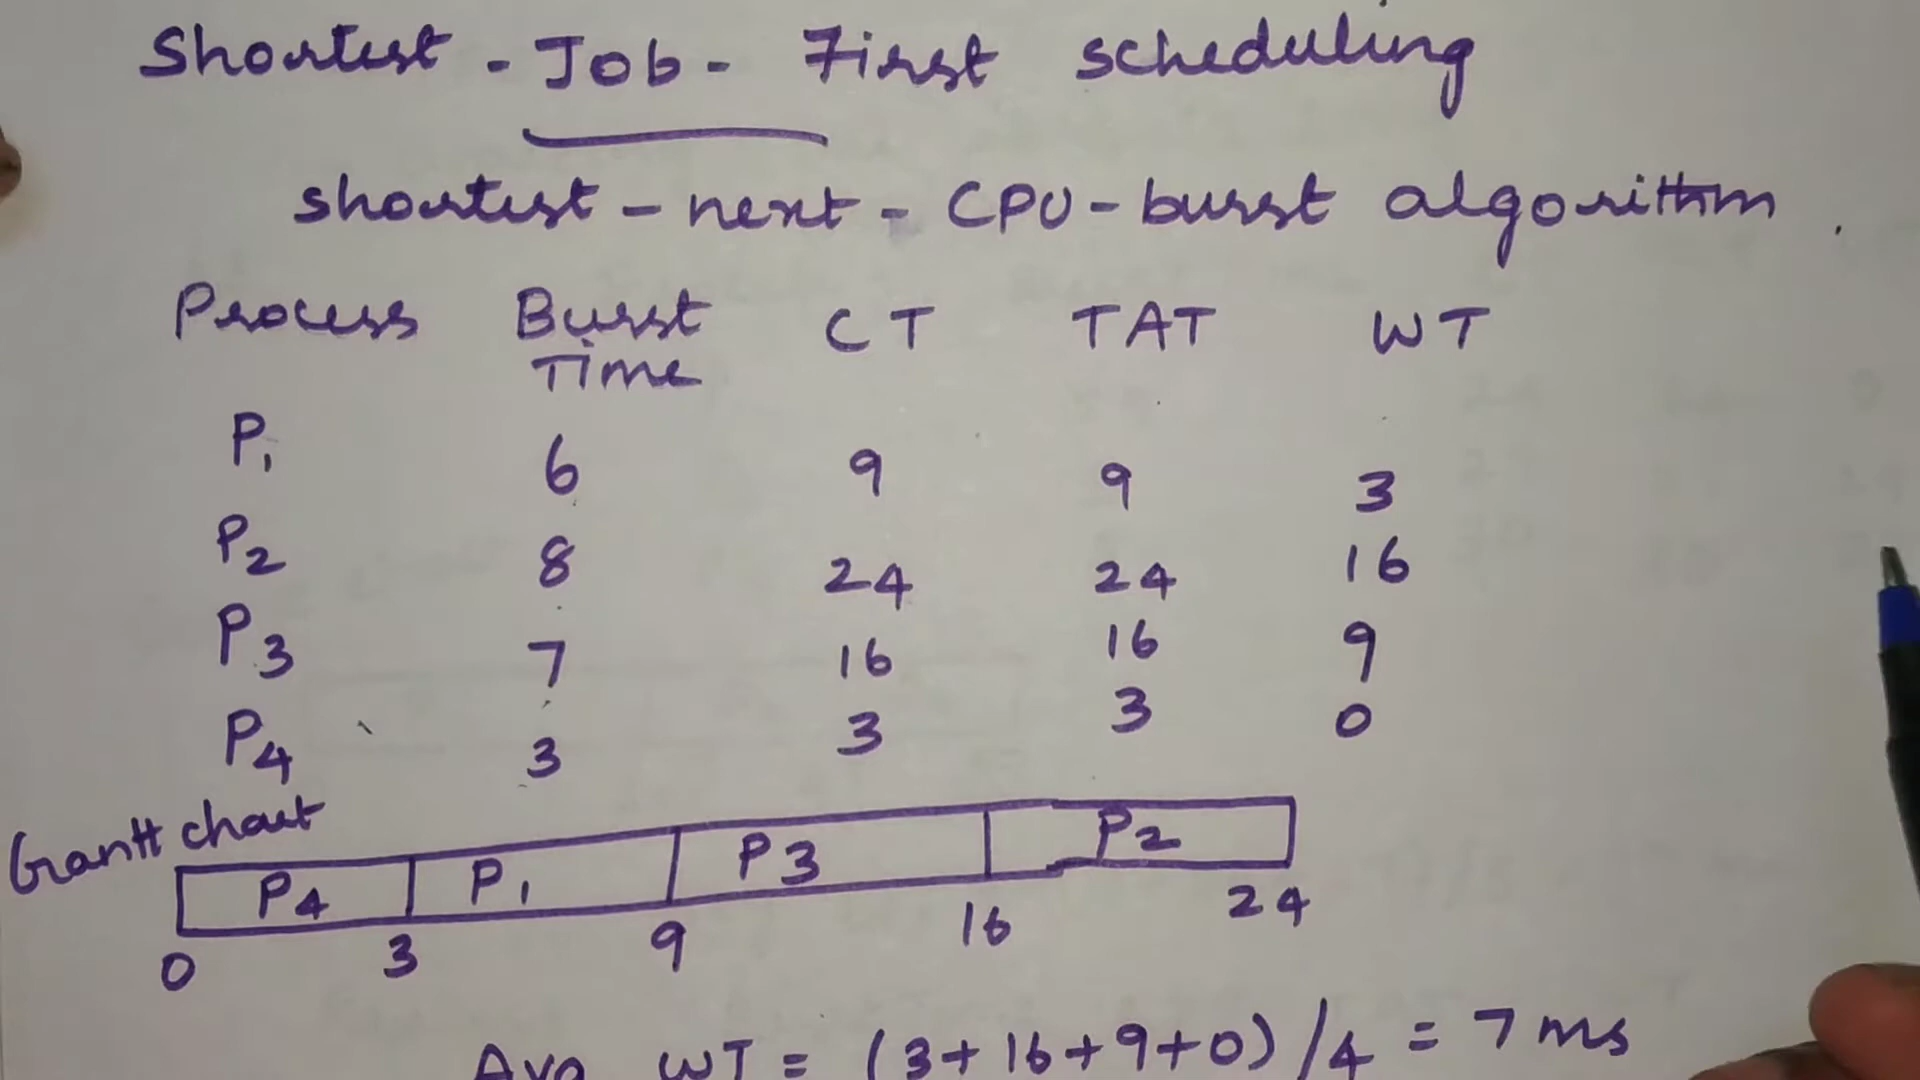 Shortest - Job - First scheduling
shortest - next - CPU - burst algorithm.
Process Burst Time CT TAT WT
P1 6 9 9 3
P2 8 24 24 16
P3 7 16 16 9
P4 3 3 3 0
Gantt chart
P4 P1 P3 P2
0 3 9 16 24
Avg WT = (3+16+9+0)/4 = 7 ms